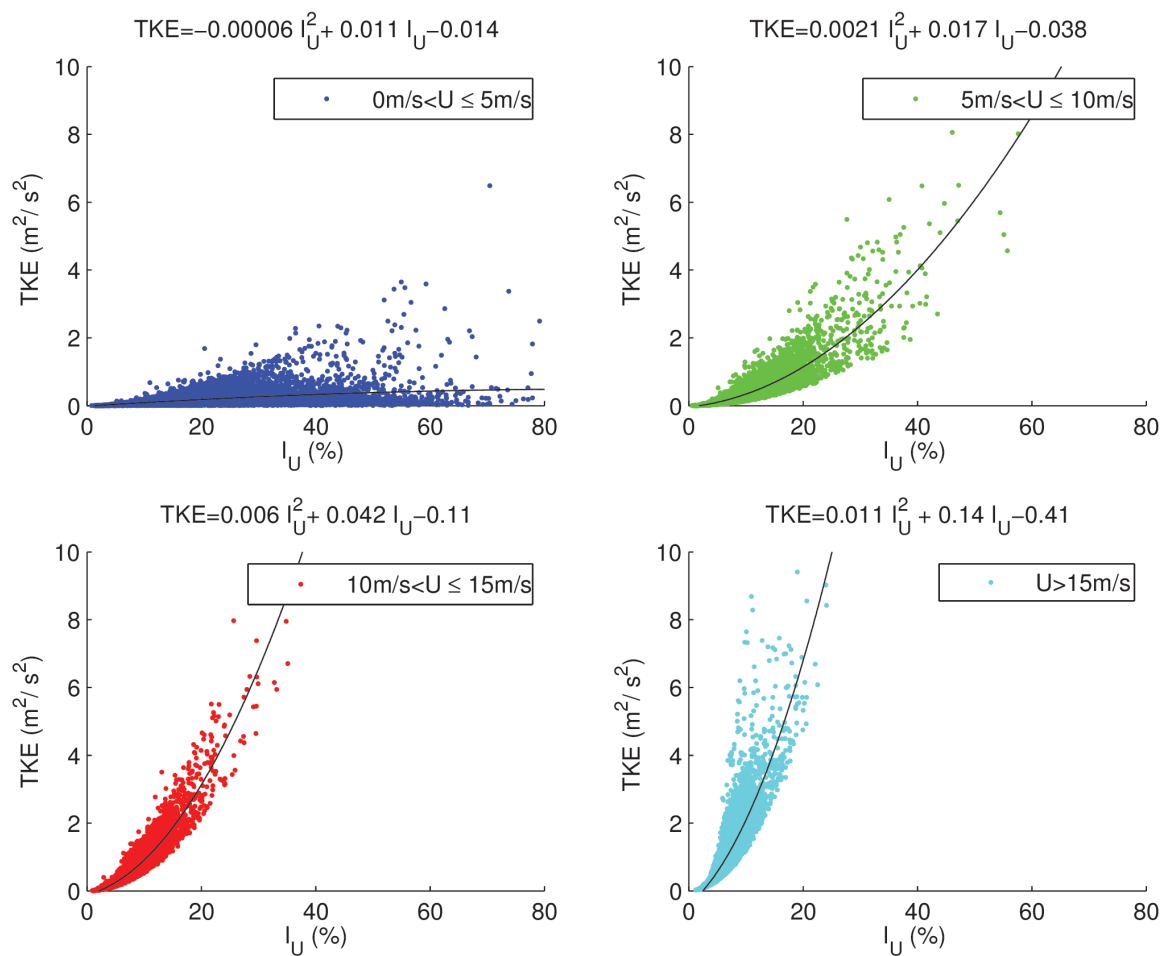 TKE=−0.00006 I_U^2+ 0.011 I_U−0.014
0m/s<U ≤ 5m/s
TKE (m^2/ s^2)
10
8
6
4
2
0
0 20 40 60 80
I_U (%)
TKE=0.0021 I_U^2+ 0.017 I_U−0.038
5m/s<U ≤ 10m/s
TKE (m^2/ s^2)
10
8
6
4
2
0
0 20 40 60 80
I_U (%)
TKE=0.006 I_U^2+ 0.042 I_U−0.11
10m/s<U ≤ 15m/s
TKE (m^2/ s^2)
10
8
6
4
2
0
0 20 40 60 80
I_U (%)
TKE=0.011 I_U^2 + 0.14 I_U−0.41
U>15m/s
TKE (m^2/ s^2)
10
8
6
4
2
0
0 20 40 60 80
I_U (%)